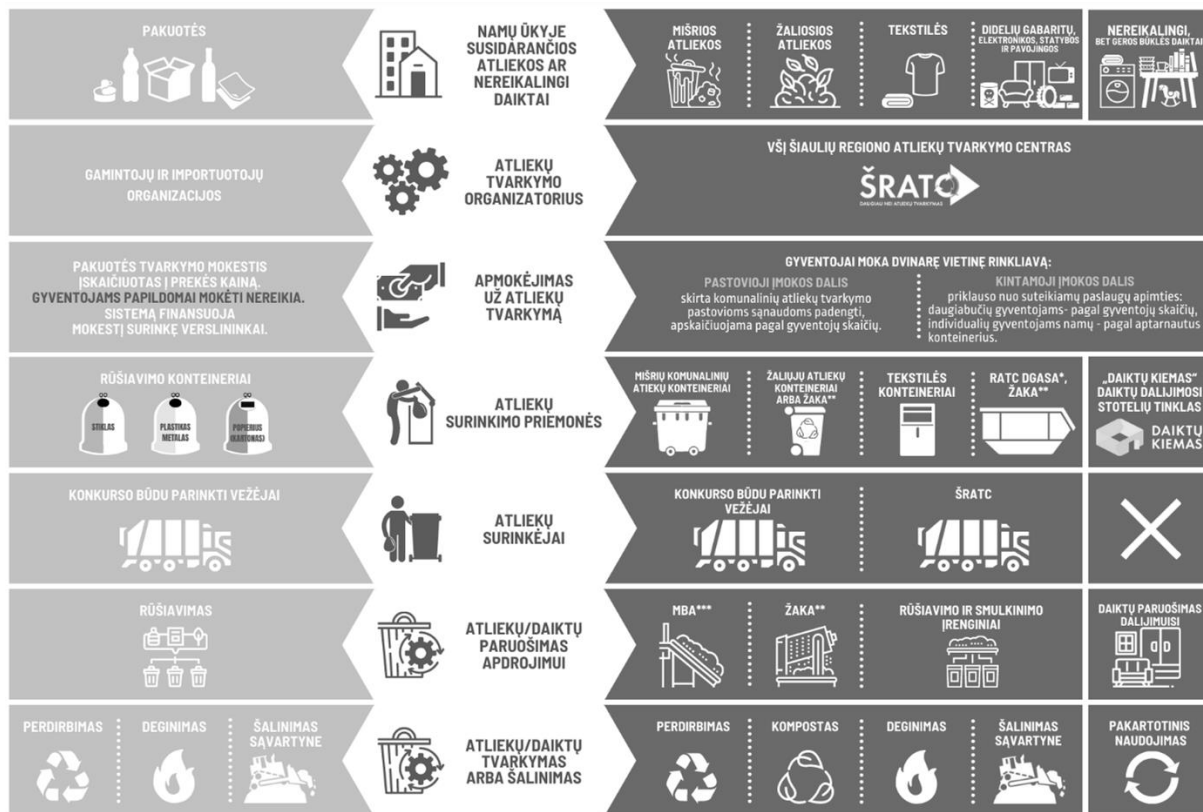 PAKUOTĖS
NAMŲ ŪKYJE
SUSIDARANČIOS
ATLIEKOS AR
NEREIKALINGI
DAIKTAI
MIŠRIOS
ATLIEKOS
ŽALIOSIOS
ATLIEKOS
TEKSTILĖS
DIDELIŲ GABARITŲ,
ELEKTRONIKOS, STATYBOS
IR PAVOJINGOS
NEREIKALINGI,
BET GEROS BŪKLĖS DAIKTAI
GAMINTOJŲ IR IMPORTUOTOJŲ
ORGANIZACIJOS
ATLIEKŲ
TVARKYMO
ORGANIZATORIUS
VŠĮ ŠIAULIŲ REGIONO ATLIEKŲ TVARKYMO CENTRAS
ŠRATC
PAKUOTĖS TVARKYMO MOKESTIS
ĮSKAIČIUOTAS Į PREKĖS KAINĄ.
GYVENTOJAMS PAPILDOMAI MOKĖTI NEREIKIA.
SISTEMĄ FINANSUOJA
MOKESTĮ SURINKĘ VERSLININKAI.
APMOKĖJIMAS
UŽ ATLIEKŲ
TVARKYMĄ
GYVENTOJAI MOKA DVINARĘ VIETINĘ RINKLIAVĄ:
PASTOVIOJI ĮMOKOS DALIS
skirta komunalinių atliekų tvarkymo
pastovioms sąnaudoms padengti,
apskaičiuojama pagal gyventojų skaičių.
KINTAMOJI ĮMOKOS DALIS
priklauso nuo suteikiamų paslaugų apimties:
daugiabučių gyventojams- pagal gyventojų skaičių,
individualių gyventojams namų - pagal aptarnautus
konteinerius.
RŪŠIAVIMO KONTEINERIAI
STIKLAS
PLASTIKAS
METALAS
POPIERIUS
(KARTONAS)
ATLIEKŲ
SURINKIMO PRIEMONĖS
MIŠRIŲ KOMUNALINIŲ
ATIEKŲ KONTEINERIAI
ŽALIŲJŲ ATLIEKŲ
KONTEINERIAI
ARBA ŽAKA**
TEKSTILĖS
KONTEINERIAI
RATC DGASA*,
ŽAKA**
„DAIKTŲ KIEMAS“
DAIKTŲ DALIJIMOSI
STOTELIŲ TINKLAS
DAIKTŲ
KIEMAS
KONKURSO BŪDU PARINKTI VEŽĖJAI
ATLIEKŲ
SURINKĖJAI
KONKURSO BŪDU PARINKTI
VEŽĖJAI
ŠRATC
RŪŠIAVIMAS
ATLIEKŲ/DAIKTŲ
PARUOŠIMAS
APDROJIMUI
MBA***
ŽAKA**
RŪŠIAVIMO IR SMULKINIMO
ĮRENGINIAI
DAIKTŲ PARUOŠIMAS
DALIJIMUISI
PERDIRBIMAS
DEGINIMAS
ŠALINIMAS
SĄVARTYNE
ATLIEKŲ/DAIKTŲ
TVARKYMAS
ARBA ŠALINIMAS
PERDIRBIMAS
KOMPOSTAS
DEGINIMAS
ŠALINIMAS
SĄVARTYNE
PAKARTOTINIS
NAUDOJIMAS